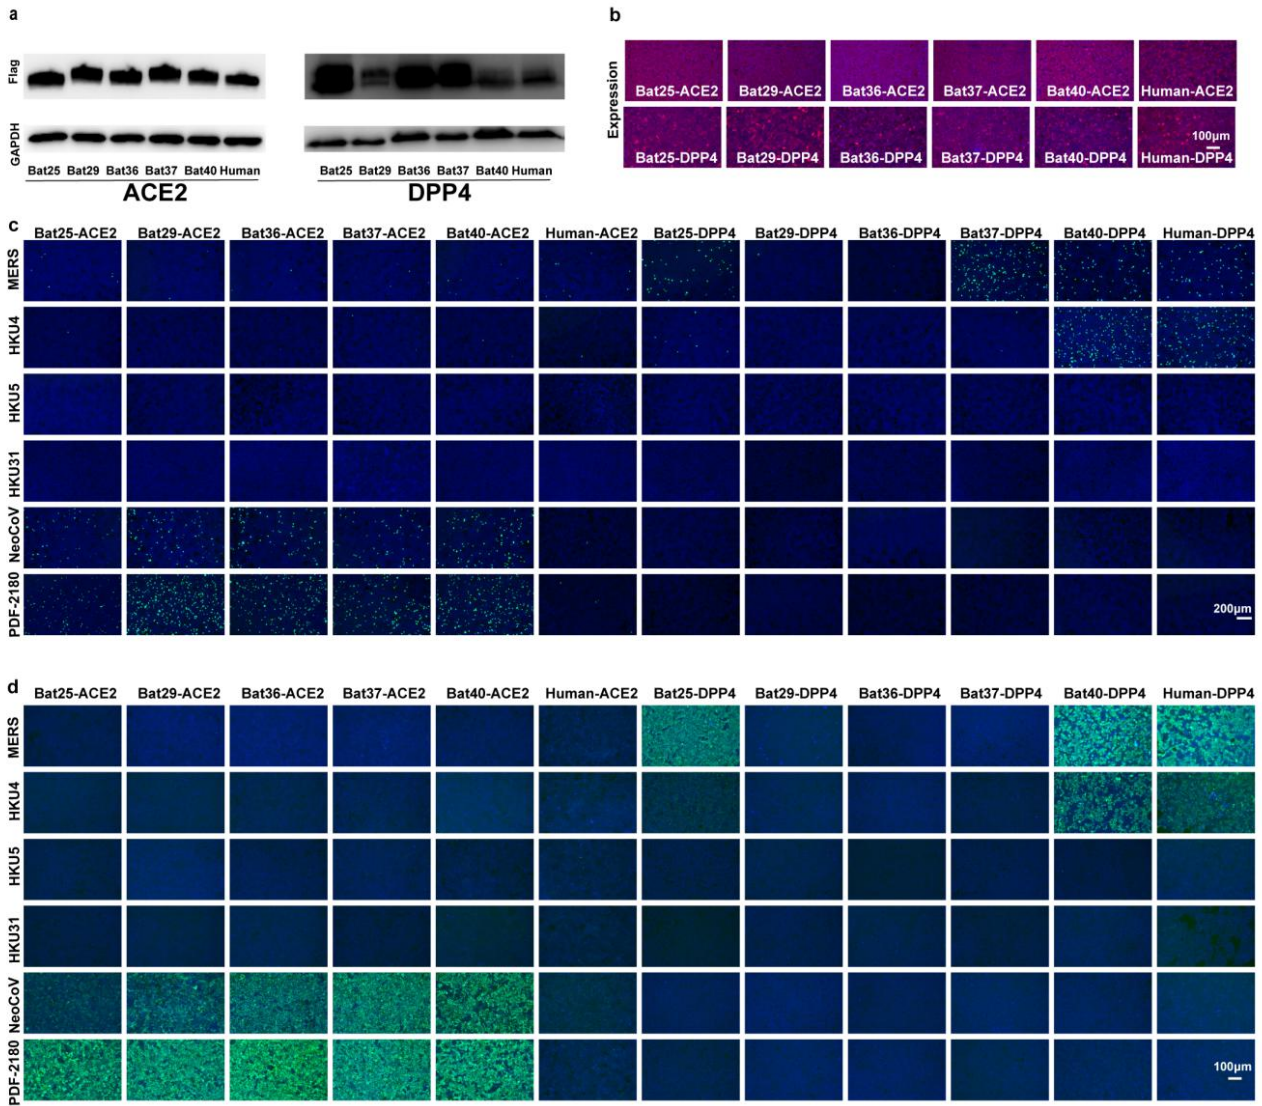 a
Flag
GAPDH
Bat25 Bat29 Bat36 Bat37 Bat40 Human
ACE2
Bat25 Bat29 Bat36 Bat37 Bat40 Human
DPP4
b
Expression
Bat25-ACE2 Bat29-ACE2 Bat36-ACE2 Bat37-ACE2 Bat40-ACE2 Human-ACE2
100μm
Bat25-DPP4 Bat29-DPP4 Bat36-DPP4 Bat37-DPP4 Bat40-DPP4 Human-DPP4
c
Bat25-ACE2 Bat29-ACE2 Bat36-ACE2 Bat37-ACE2 Bat40-ACE2 Human-ACE2 Bat25-DPP4 Bat29-DPP4 Bat36-DPP4 Bat37-DPP4 Bat40-DPP4 Human-DPP4
MERS
HKU4
HKU5
HKU31
NeoCoV
PDF-2180
200μm
d
Bat25-ACE2 Bat29-ACE2 Bat36-ACE2 Bat37-ACE2 Bat40-ACE2 Human-ACE2 Bat25-DPP4 Bat29-DPP4 Bat36-DPP4 Bat37-DPP4 Bat40-DPP4 Human-DPP4
MERS
HKU4
HKU5
HKU31
NeoCoV
PDF-2180
100μm